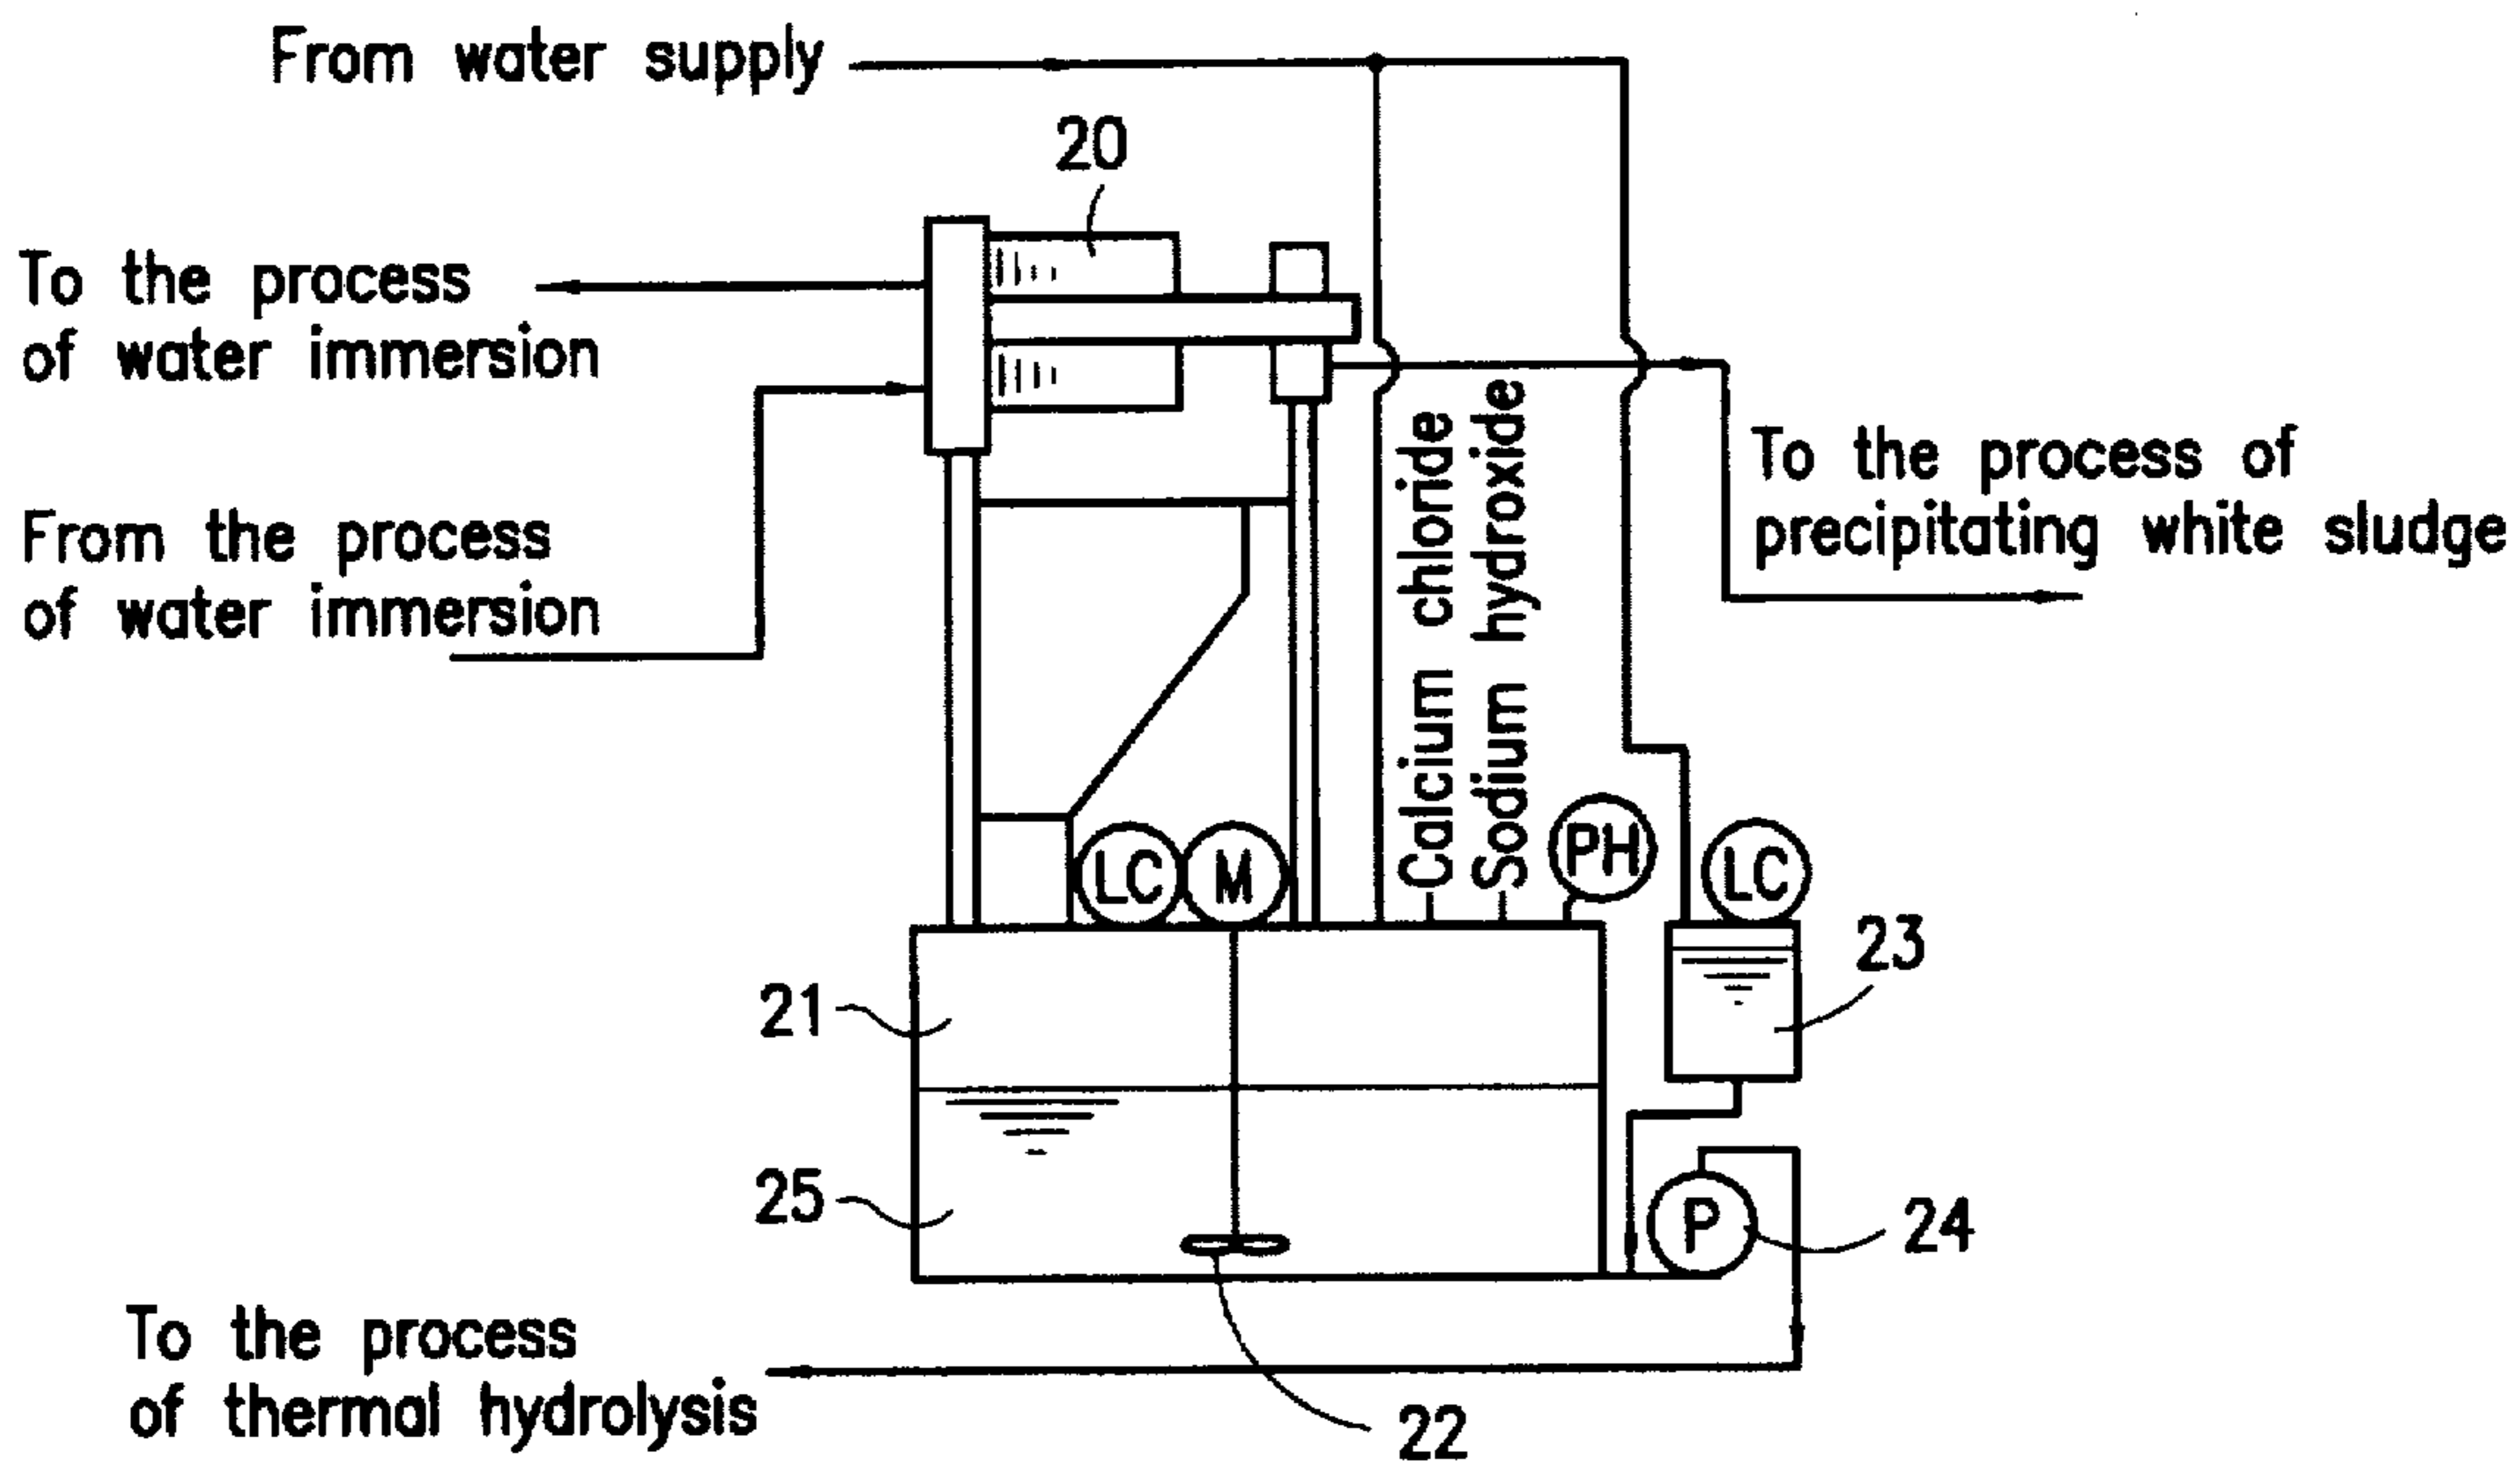 From water supply
20
To the process
of water immersion
From the process
of water immersion
To the process of
precipitating white sludge
Calcium chloride
Sodium hydroxide
LC
M
PH
LC
23
21
25
P
24
To the process
of thermal hydrolysis
22